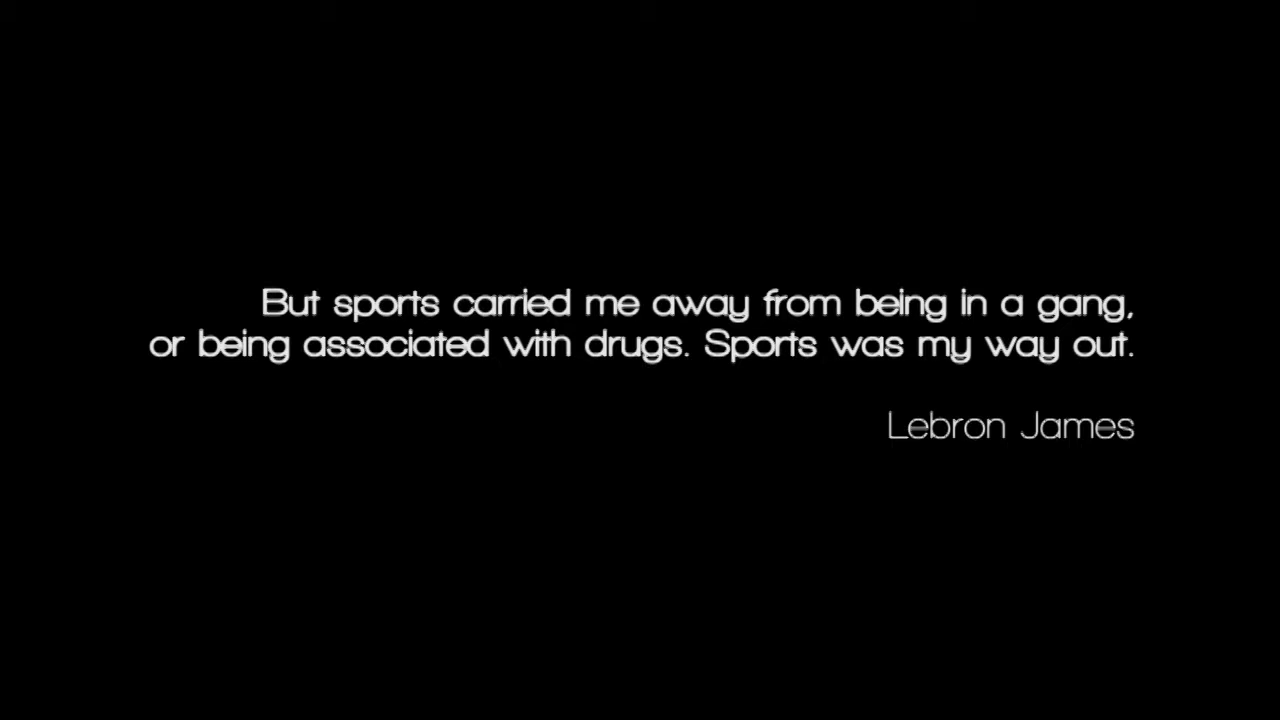 But sports carried me away from being in a gang,
or being associated with drugs. Sports was my way out.
Lebron James